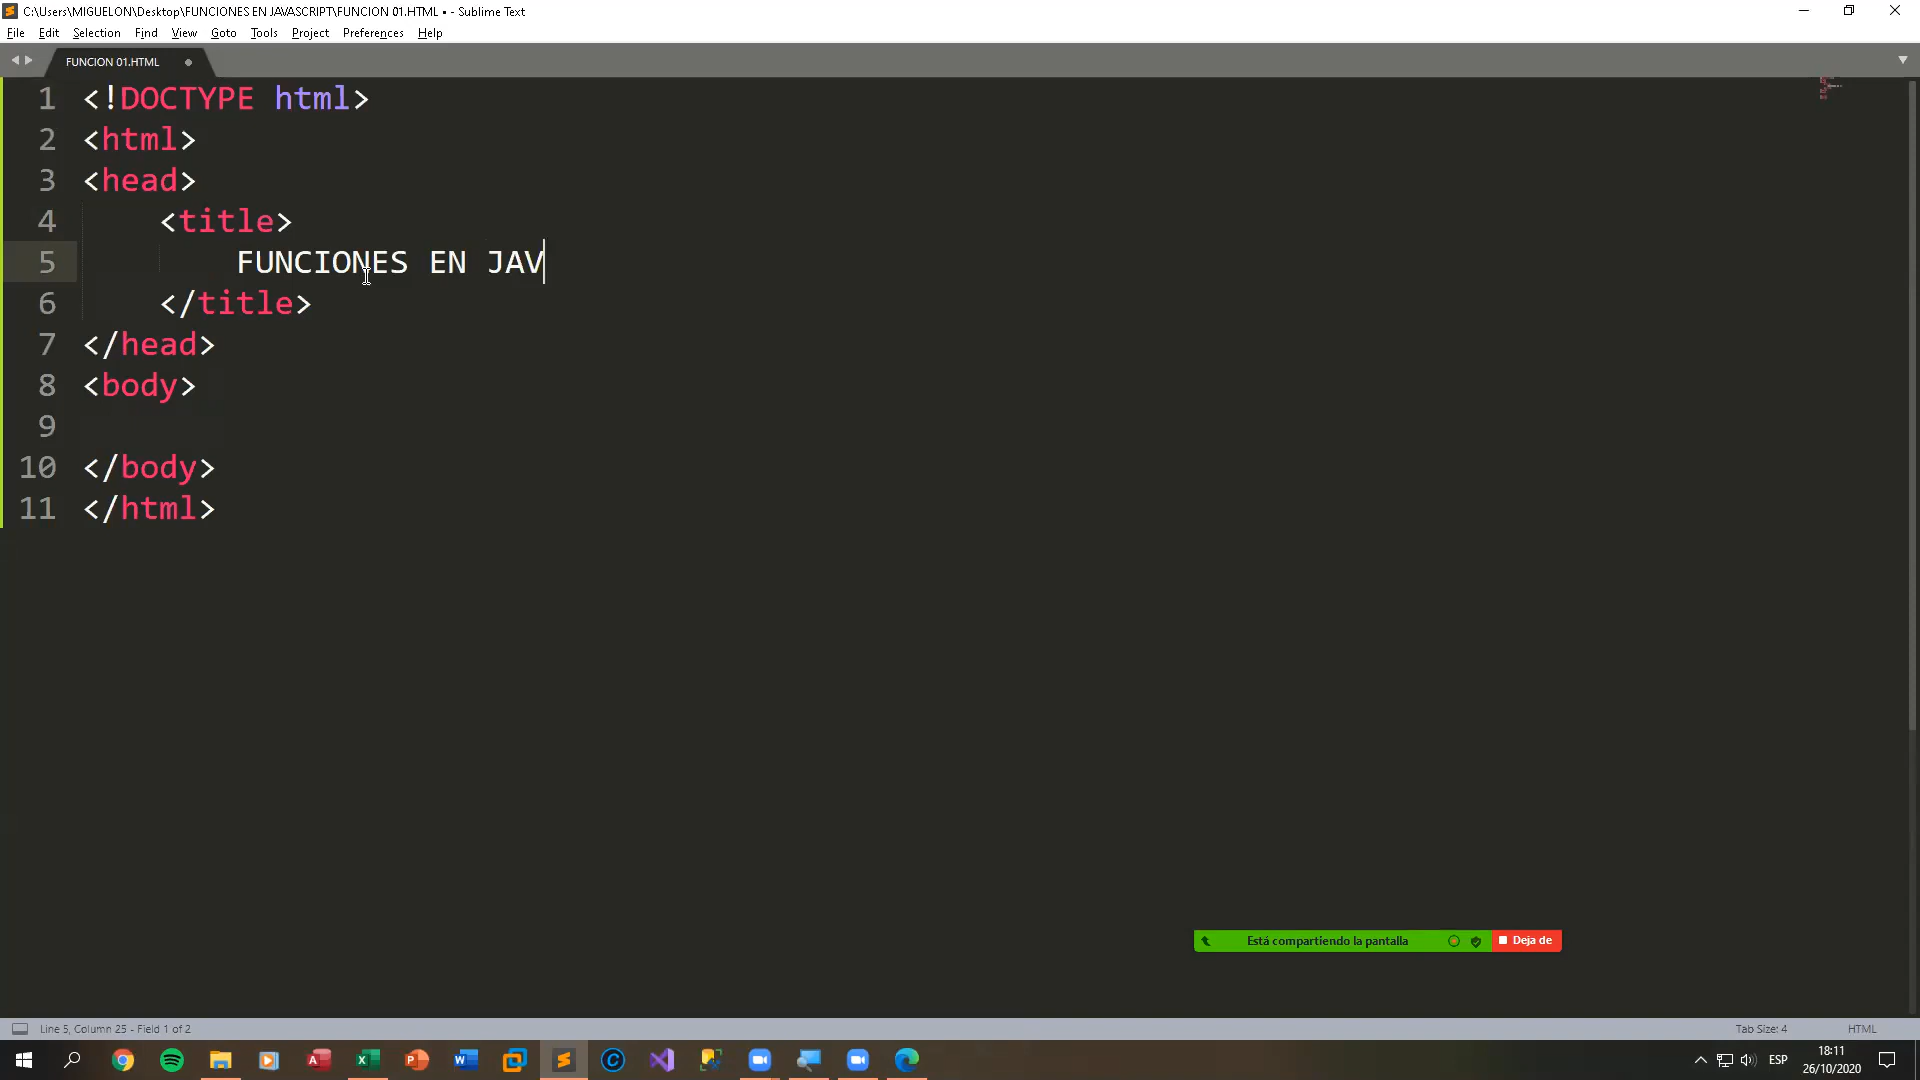 C:\Users\MIGUELON\Desktop\FUNCIONES EN JAVASCRIPT\FUNCION 01.HTML • - Sublime Text
File Edit Selection Find View Goto Tools Project Preferences Help
FUNCION 01.HTML
1 <!DOCTYPE html>
2 <html>
3 <head>
4 <title>
5 FUNCIONES EN JAV
6 </title>
7 </head>
8 <body>
9
10 </body>
11 </html>
Está compartiendo la pantalla Deja de
Line 5, Column 25 - Field 1 of 2 Tab Size: 4 HTML
ESP 18:11
26/10/2020